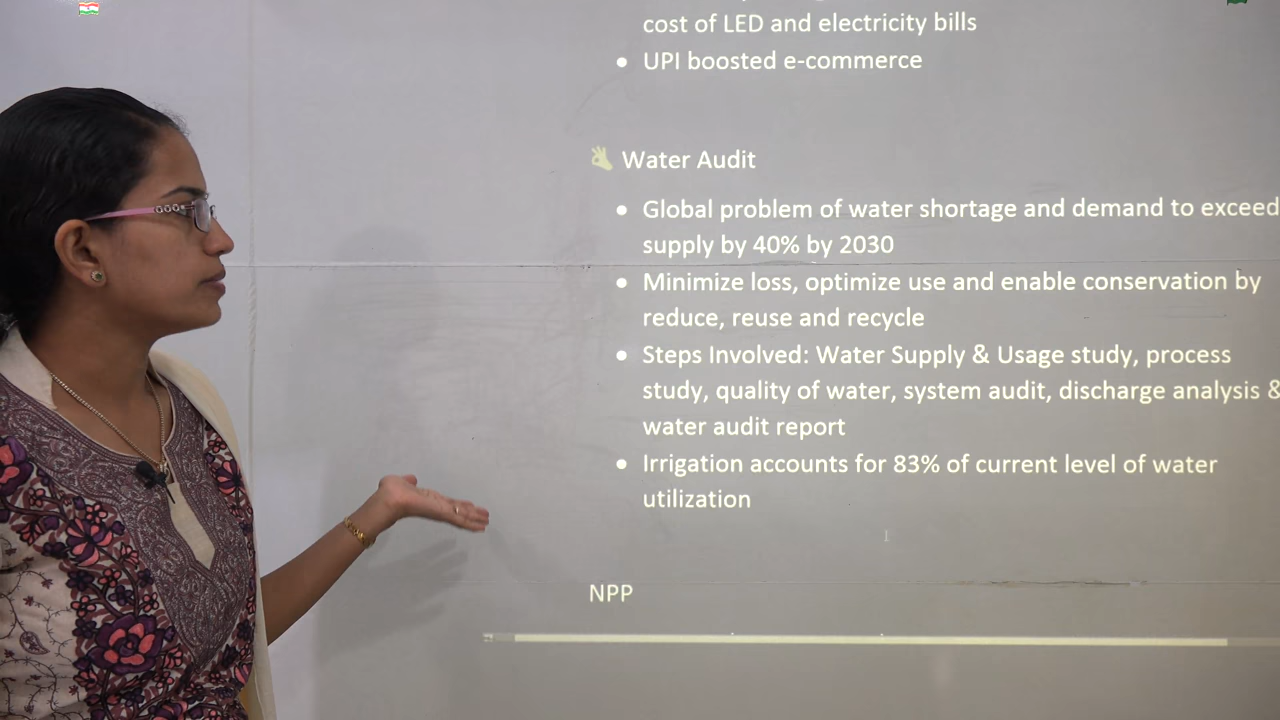 cost of LED and electricity bills
• UPI boosted e-commerce
Water Audit
• Global problem of water shortage and demand to exceed
supply by 40% by 2030
• Minimize loss, optimize use and enable conservation by
reduce, reuse and recycle
• Steps Involved: Water Supply & Usage study, process
study, quality of water, system audit, discharge analysis &
water audit report
• Irrigation accounts for 83% of current level of water
utilization
NPP